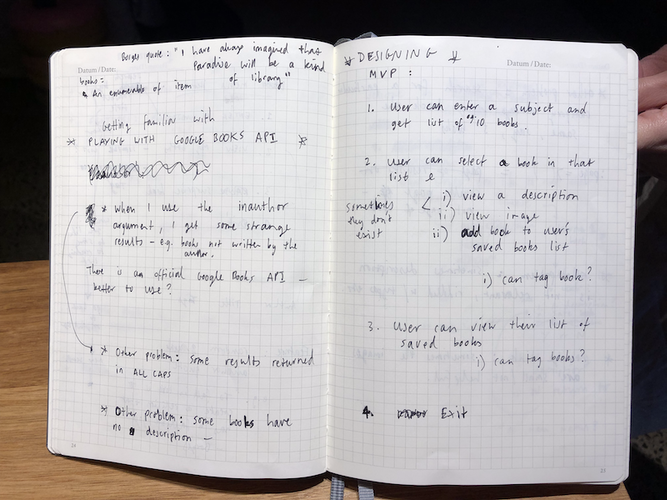 Borges quote: "I have always imagined that
Paradise will be a kind
of library"
Datum/Date:
books =
An enumerable of item
Getting familiar with
* PLAYING WITH GOOGLE BOOKS API *
* When I use the inauthor
argument, I get some strange
results – e.g. books not written by the
author.
There is an official Google Books API –
better to use?
* Other problem: some results returned
in ALL CAPS
* Other problem: some books have
no description –
* DESIGNING *
Datum/Date:
MVP:
1. User can enter a subject and
get list of eg. 10 books.
2. User can select a book in that
list &
sometimes
they don't
exist
< i) view a description
ii) view image
ii) add book to user's
saved books list
i) can tag book?
3. User can view their list of
saved books
i) can tag books?
4. Exit